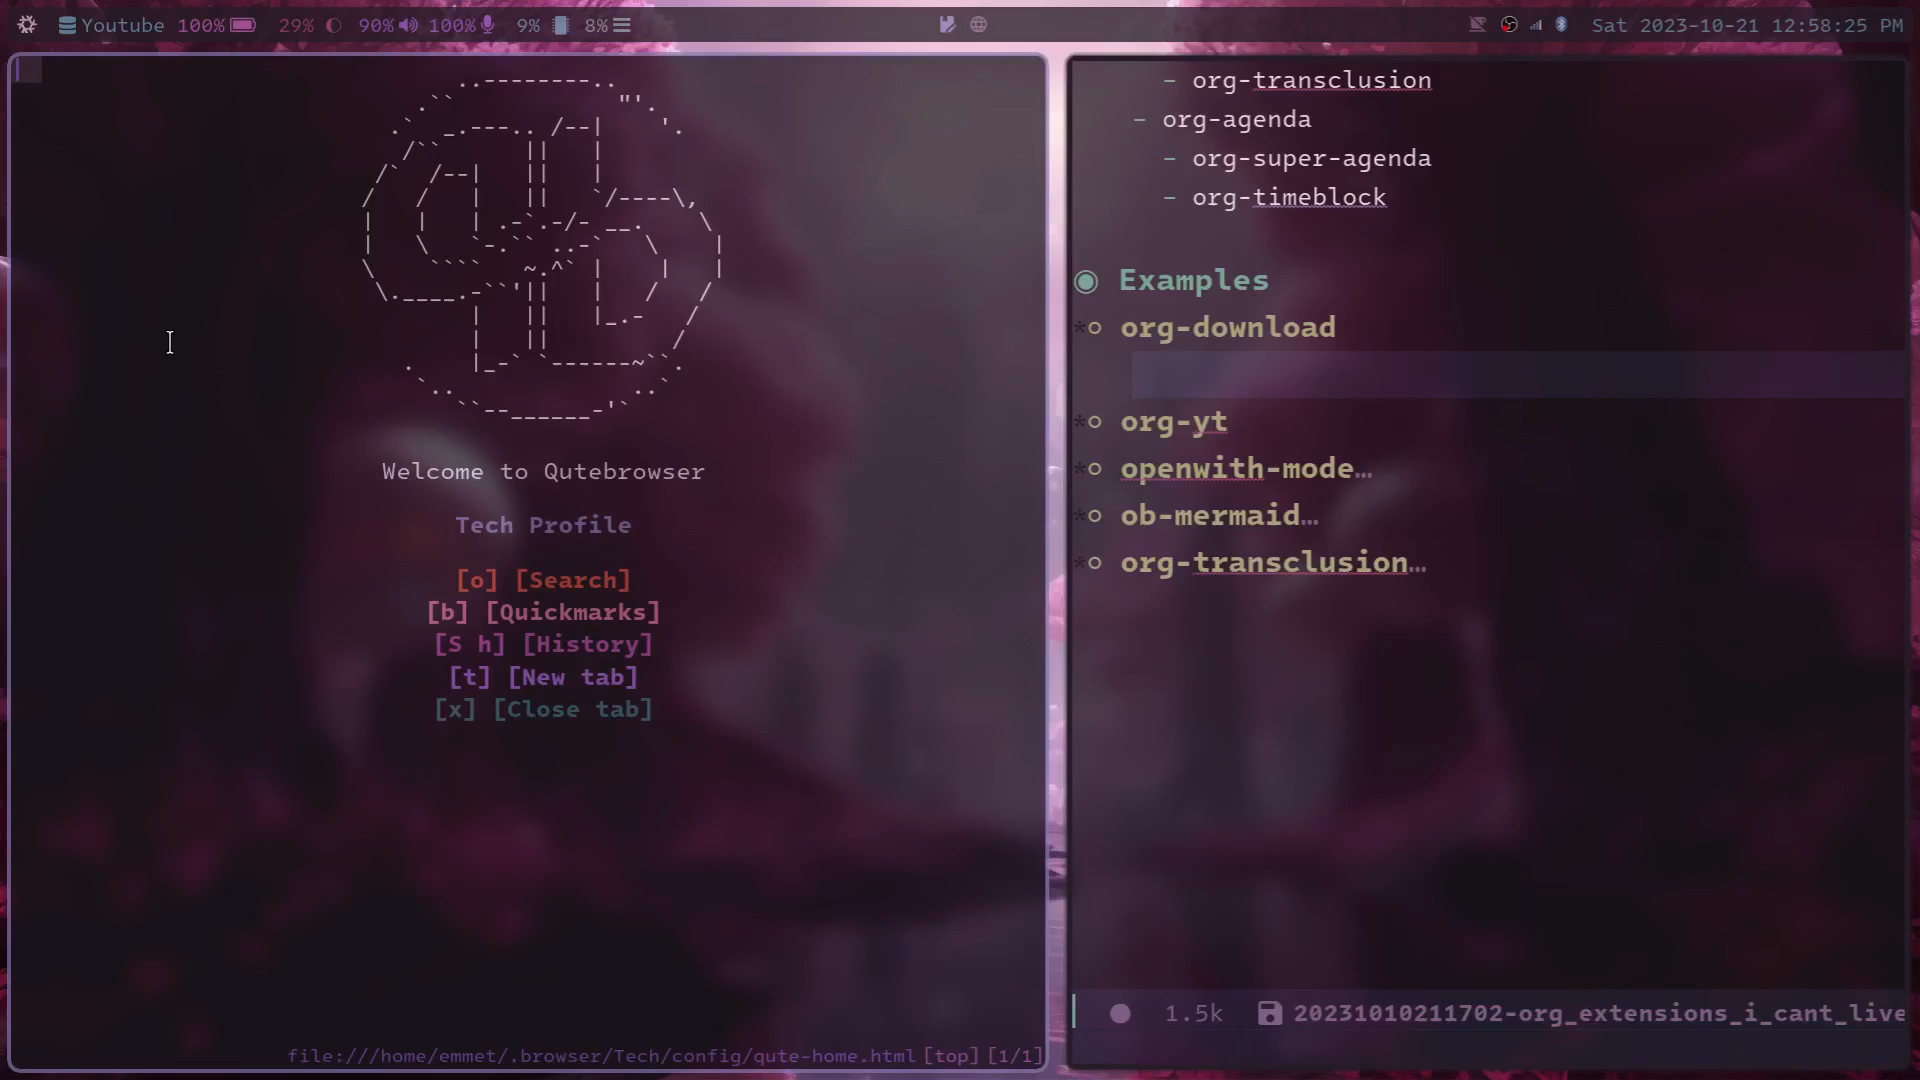 Youtube 100% 29% 90% 100% 9% 8% Sat 2023-10-21 12:58:25 PM
Welcome to Qutebrowser
Tech Profile
[o] [Search]
[b] [Quickmarks]
[S h] [History]
[t] [New tab]
[x] [Close tab]
file:///home/emmet/.browser/Tech/config/qute-home.html [top] [1/1]
- org-transclusion
- org-agenda
- org-super-agenda
- org-timeblock
◉ Examples
*○ org-download
*○ org-yt
*○ openwith-mode…
*○ ob-mermaid…
*○ org-transclusion…
1.5k 20231010211702-org_extensions_i_cant_live